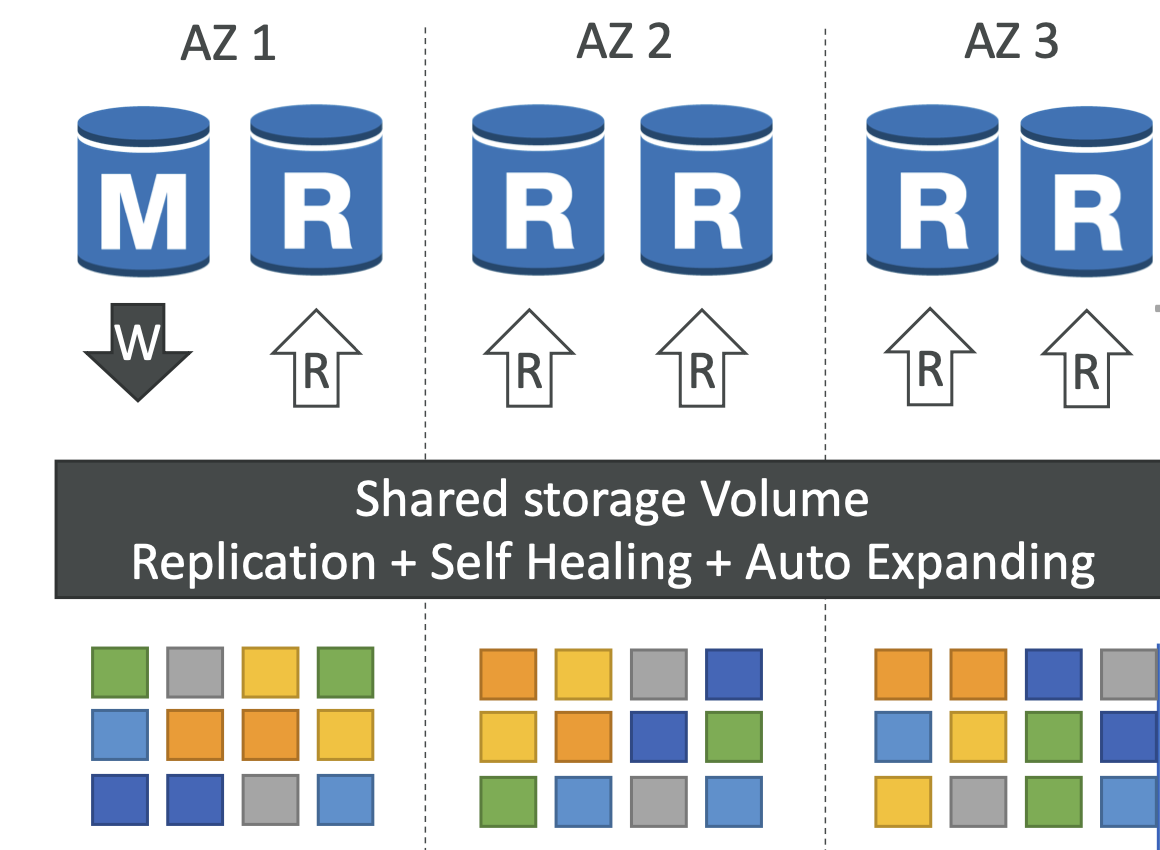 AZ 1
AZ 2
AZ 3
M
R
R
R
R
R
W
R
R
R
R
R
Shared storage Volume
Replication + Self Healing + Auto Expanding